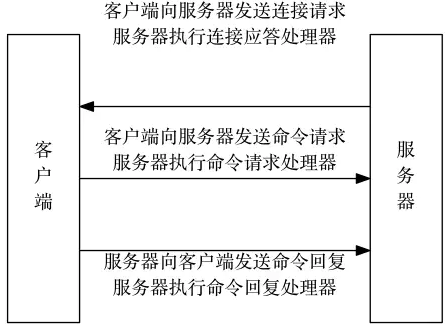 客户端向服务器发送连接请求
服务器执行连接应答处理器
客户端向服务器发送命令请求
服务器执行命令请求处理器
客户端
服务器
服务器向客户端发送命令回复
服务器执行命令回复处理器